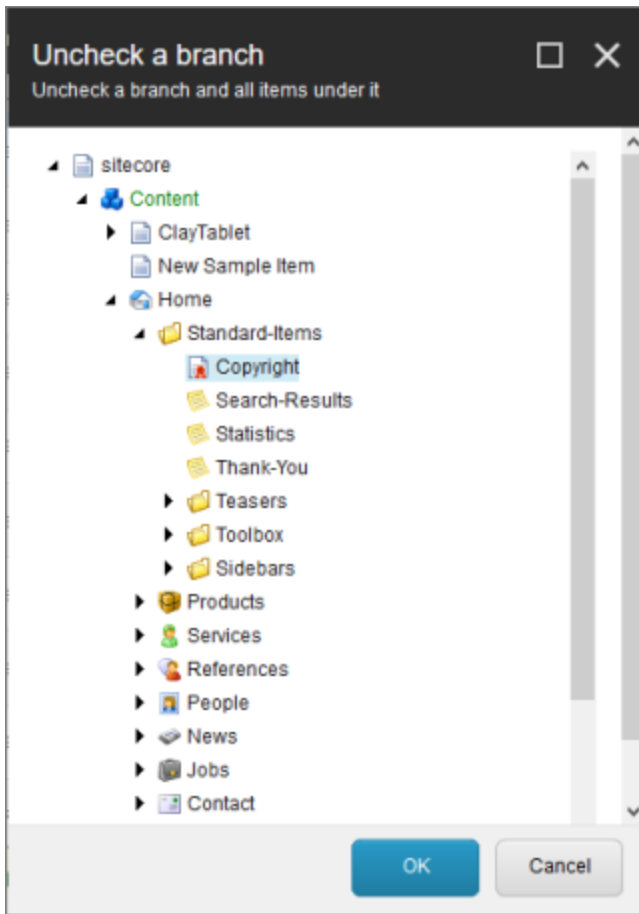 Uncheck a branch
Uncheck a branch and all items under it
sitecore
Content
ClayTablet
New Sample Item
Home
Standard-Items
Copyright
Search-Results
Statistics
Thank-You
Teasers
Toolbox
Sidebars
Products
Services
References
People
News
Jobs
Contact
OK Cancel